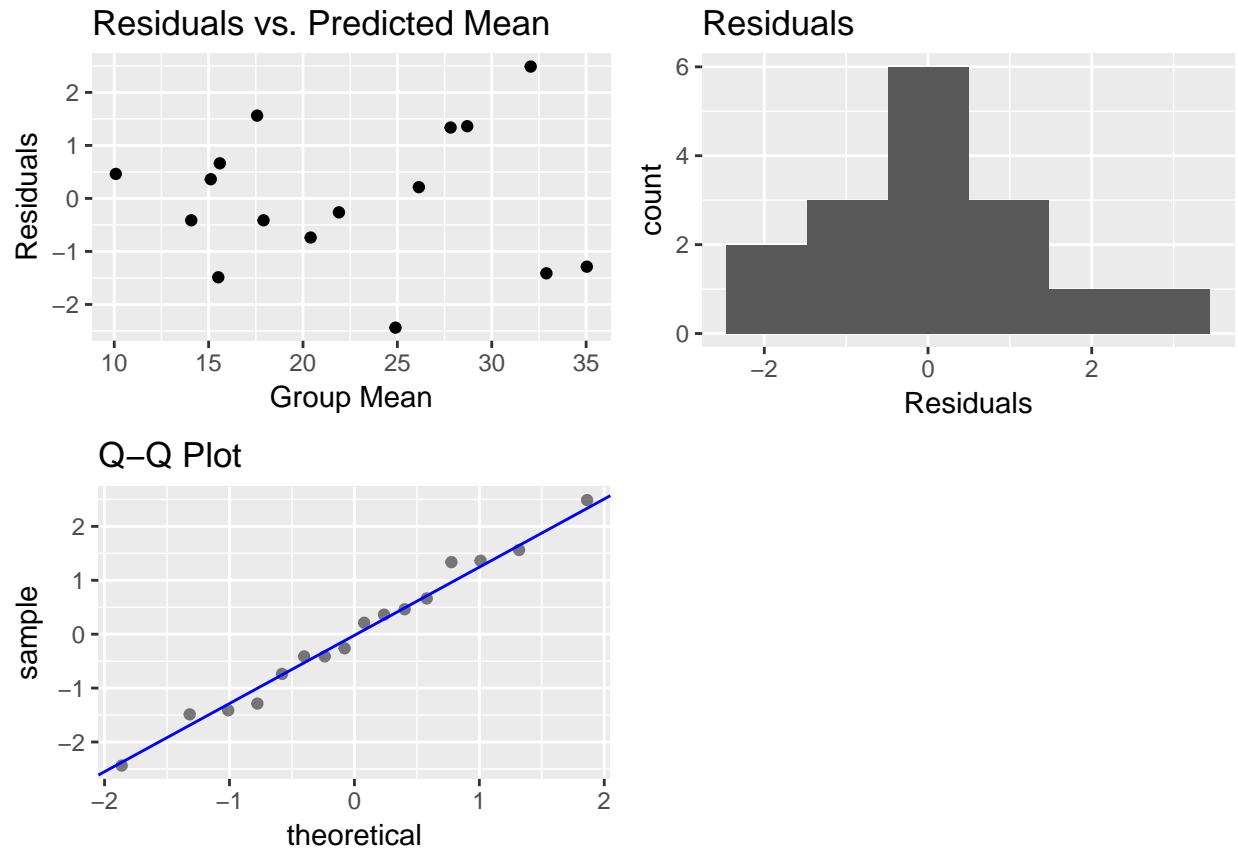 Residuals vs. Predicted Mean
Residuals
2
1
0
−1
−2
10 15 20 25 30 35
Group Mean
Residuals
count
6
4
2
0
−2 0 2
Residuals
Q−Q Plot
sample
2
1
0
−1
−2
−2 −1 0 1 2
theoretical